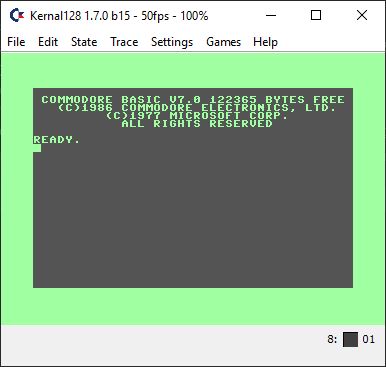 Kernal128 1.7.0 b15 - 50fps - 100%
File Edit State Trace Settings Games Help
COMMODORE BASIC V7.0 122365 BYTES FREE
(C)1986 COMMODORE ELECTRONICS, LTD.
(C)1977 MICROSOFT CORP.
ALL RIGHTS RESERVED
READY.
8: 01